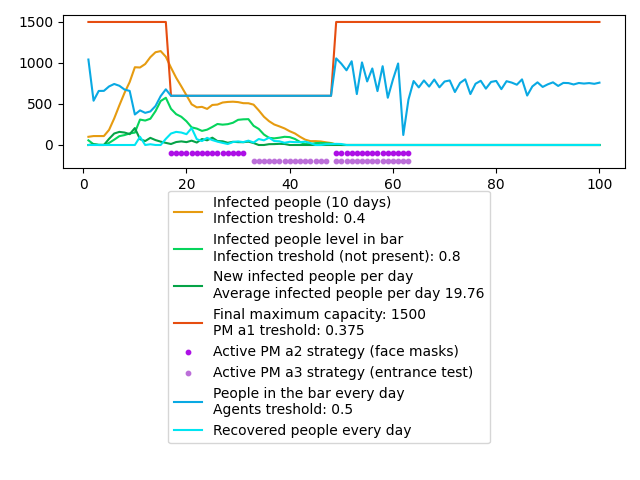 1500
1000
500
0
0 20 40 60 80 100
Infected people (10 days)
Infection treshold: 0.4
Infected people level in bar
Infection treshold (not present): 0.8
New infected people per day
Average infected people per day 19.76
Final maximum capacity: 1500
PM a1 treshold: 0.375
Active PM a2 strategy (face masks)
Active PM a3 strategy (entrance test)
People in the bar every day
Agents treshold: 0.5
Recovered people every day